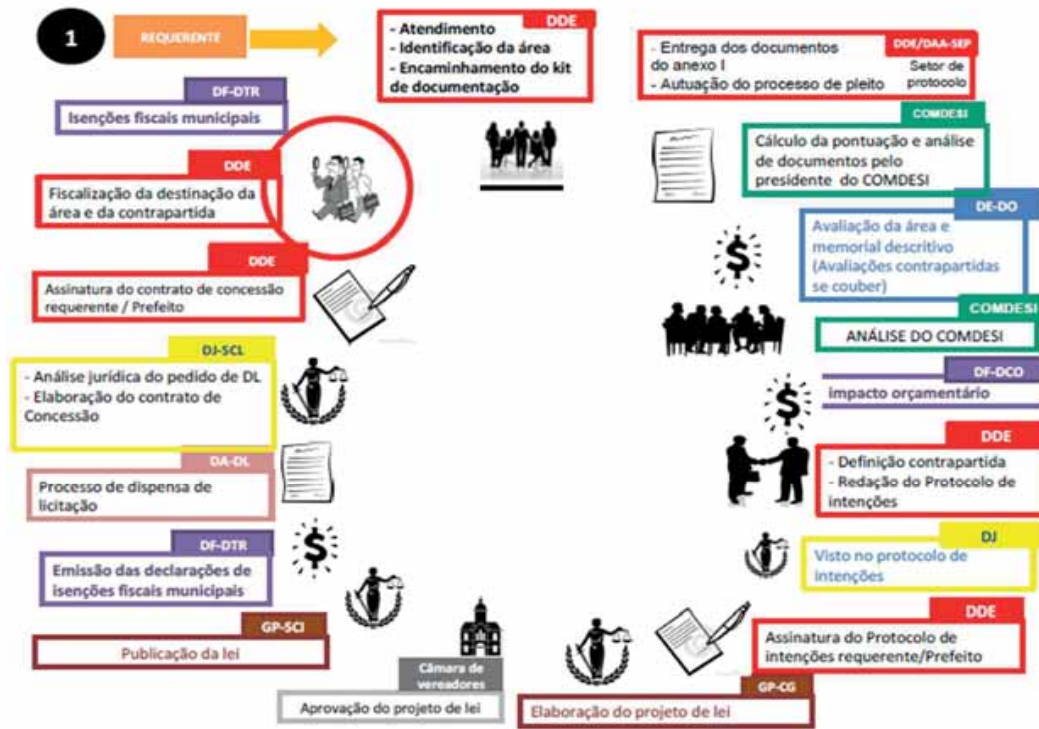 1
REQUERENTE
DDE
- Atendimento
- Identificação da área
- Encaminhamento do kit
de documentação
DDE/DAA-SEP
- Entrega dos documentos
do anexo I
- Autuação do processo de pleito
Setor de
protocolo
COMDESI
Cálculo da pontuação e análise
de documentos pelo
presidente do COMDESI
DE-DO
Avaliação da área e
memorial descritivo
(Avaliações contrapartidas
se couber)
COMDESI
ANÁLISE DO COMDESI
DF-DCO
impacto orçamentário
DDE
- Definição contrapartida
- Redação do Protocolo de
intenções
DJ
Visto no protocolo de
intenções
DDE
Assinatura do Protocolo de
intenções requerente/Prefeito
GP-CG
Elaboração do projeto de lei
Câmara de
vereadores
Aprovação do projeto de lei
GP-SCI
Publicação da lei
DF-DTR
Emissão das declarações de
isenções fiscais municipais
DA-DL
Processo de dispensa de
licitação
DJ-SCL
- Análise jurídica do pedido de DL
- Elaboração do contrato de
Concessão
DDE
Assinatura do contrato de concessão
requerente / Prefeito
DDE
Fiscalização da destinação da
área e da contrapartida
DF-DTR
Isenções fiscais municipais